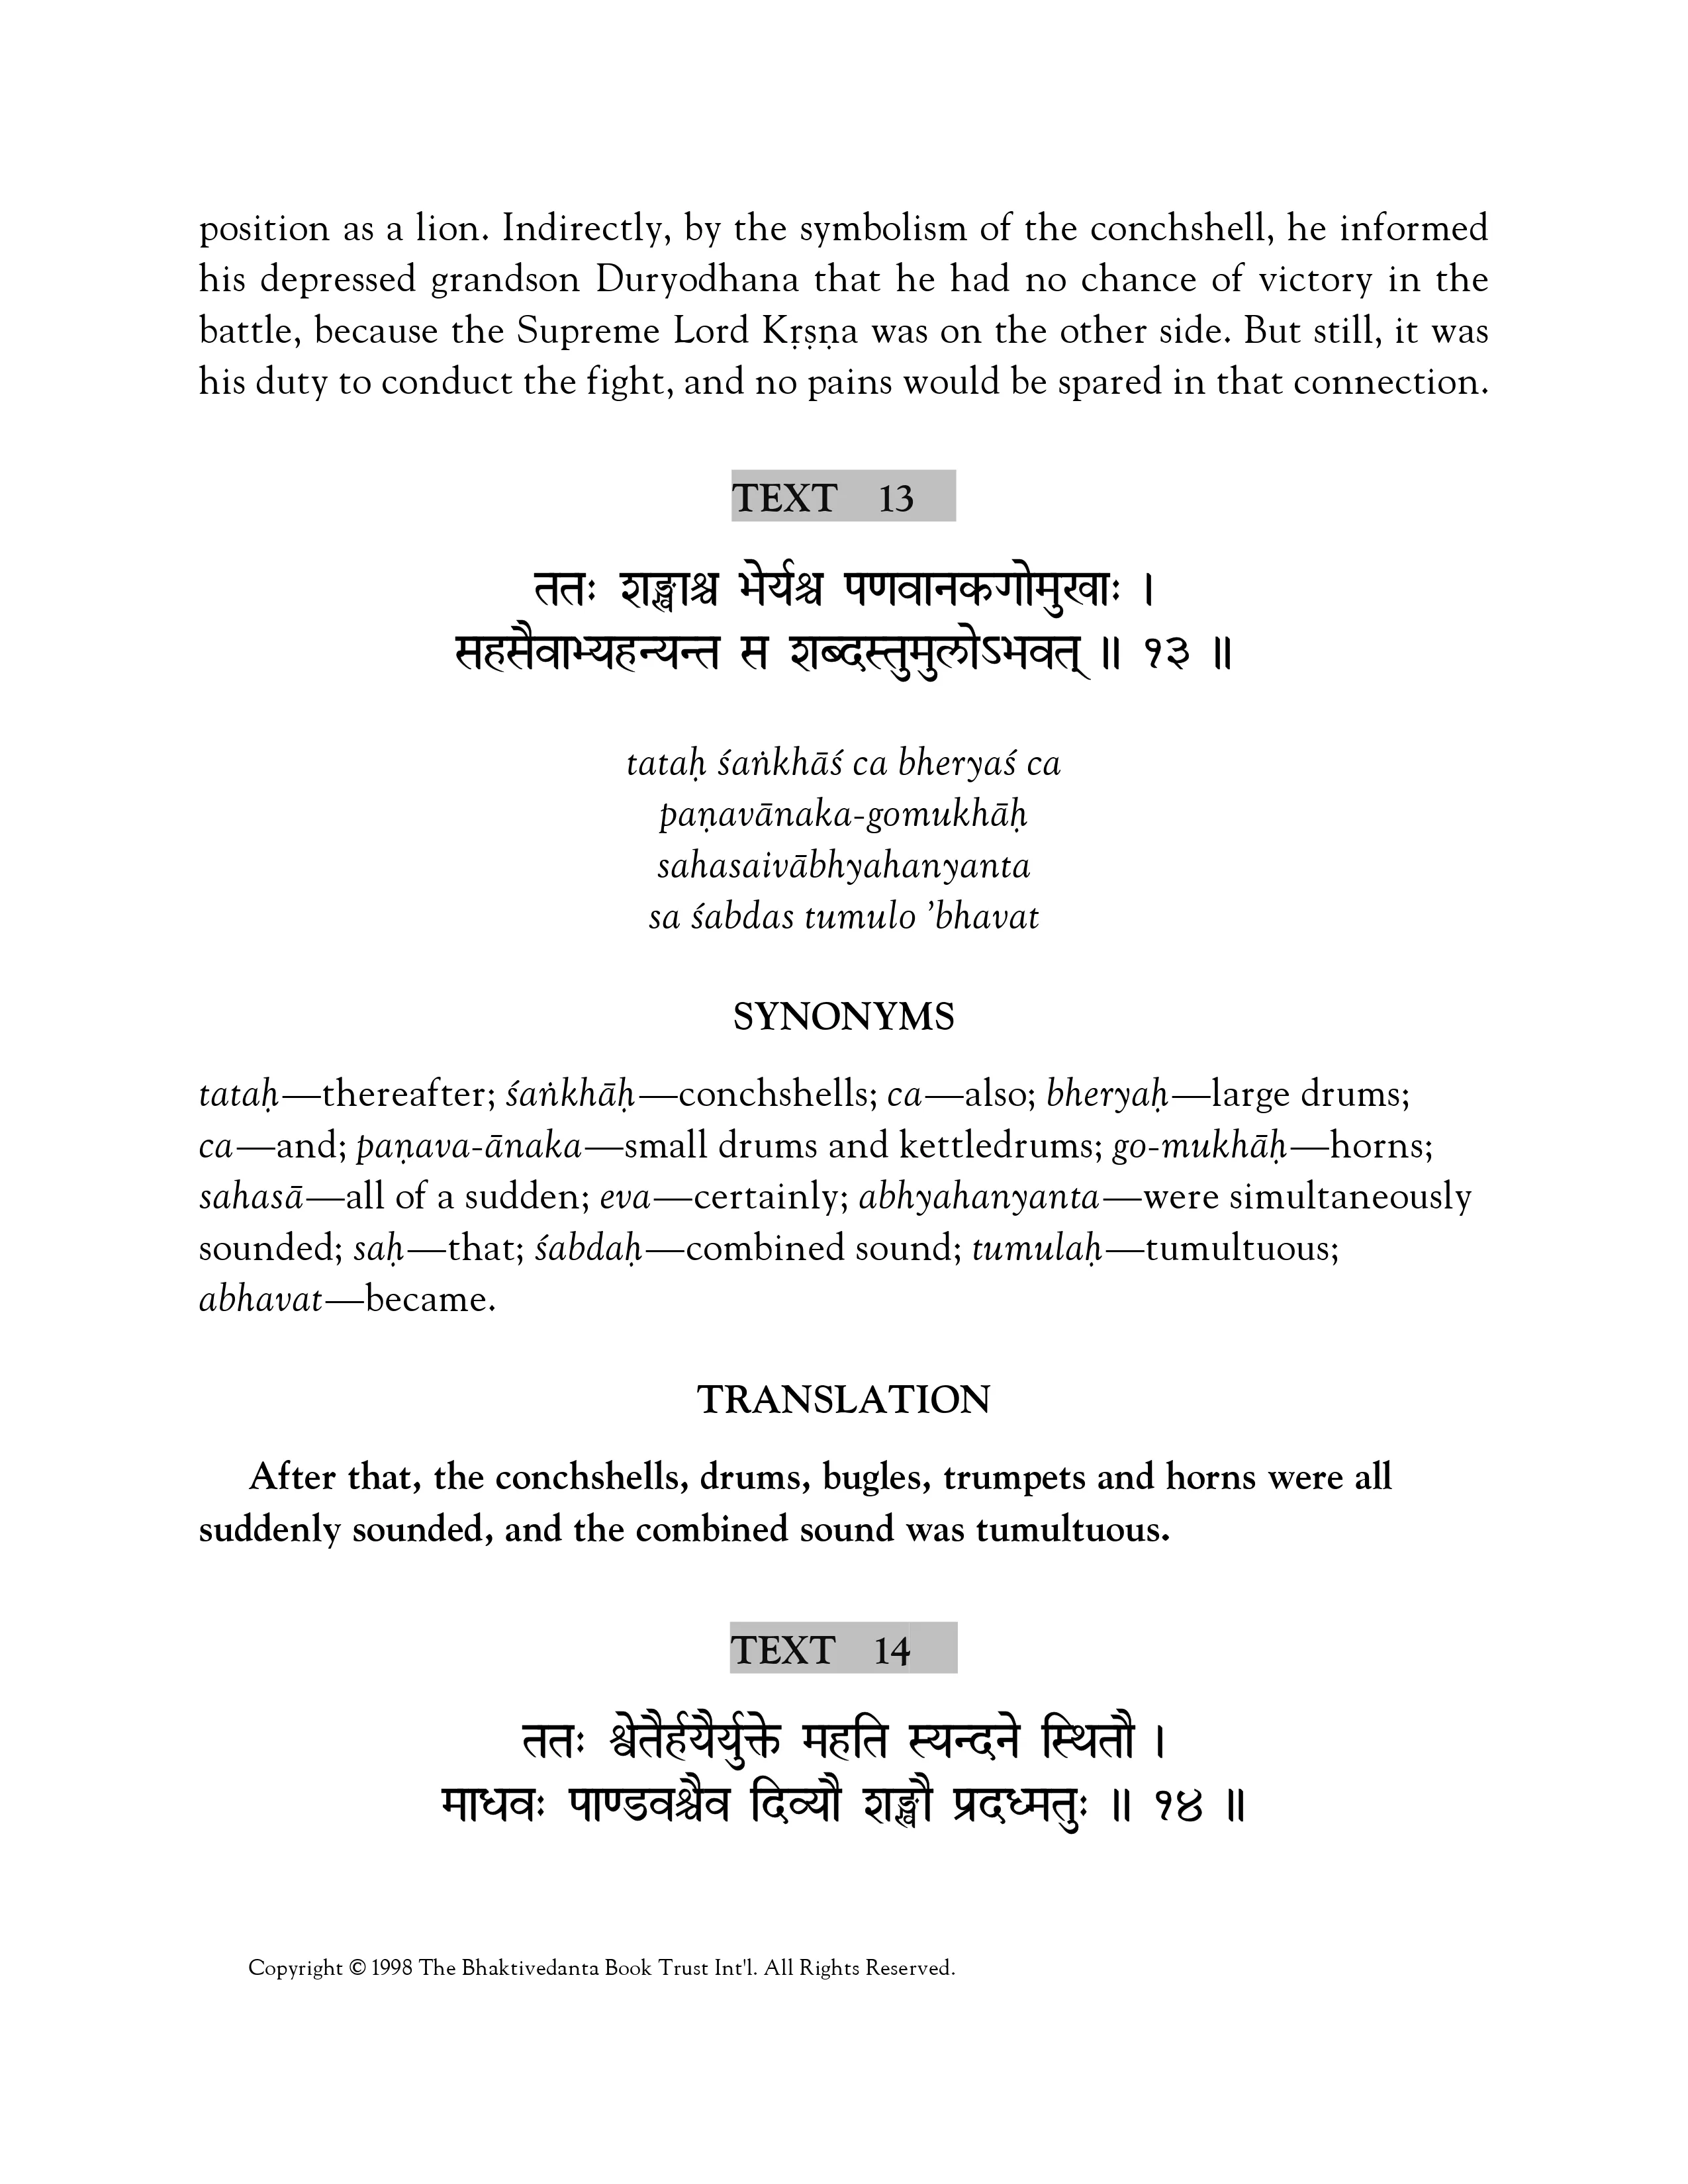 position as a lion. Indirectly, by the symbolism of the conchshell, he informed
his depressed grandson Duryodhana that he had no chance of victory in the
battle, because the Supreme Lord Kṛṣṇa was on the other side. But still, it was
his duty to conduct the fight, and no pains would be spared in that connection.
TEXT 13
ततः शङ्खाश्च भेर्यश्च पणवानकगोमुखाः ।
सहसैवाभ्यहन्यन्त स शब्दस्तुमुलोऽभवत् ॥ १३ ॥
tataḥ śaṅkhāś ca bheryaś ca
paṇavānaka-gomukhāḥ
sahasaivābhyahanyanta
sa śabdas tumulo ’bhavat
SYNONYMS
tataḥ—thereafter; śaṅkhāḥ—conchshells; ca—also; bheryaḥ—large drums;
ca—and; paṇava-ānaka—small drums and kettledrums; go-mukhāḥ—horns;
sahasā—all of a sudden; eva—certainly; abhyahanyanta—were simultaneously
sounded; saḥ—that; śabdaḥ—combined sound; tumulaḥ—tumultuous;
abhavat—became.
TRANSLATION
After that, the conchshells, drums, bugles, trumpets and horns were all
suddenly sounded, and the combined sound was tumultuous.
TEXT 14
ततः श्वेतैर्हयैर्युक्ते महति स्यन्दने स्थितौ ।
माधवः पाण्डवश्चैव दिव्यौ शङ्खौ प्रदध्मतुः ॥ १४ ॥
Copyright © 1998 The Bhaktivedanta Book Trust Int'l. All Rights Reserved.